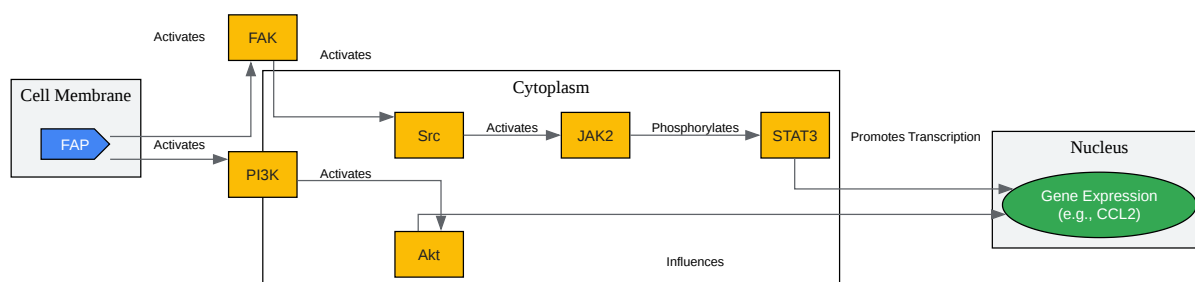 Activates
FAK
Activates
Cell Membrane
Cytoplasm
FAP
Activates
Src
Activates
JAK2
Phosphorylates
STAT3
Promotes Transcription
Nucleus
PI3K
Activates
Gene Expression
(e.g., CCL2)
Akt
Influences